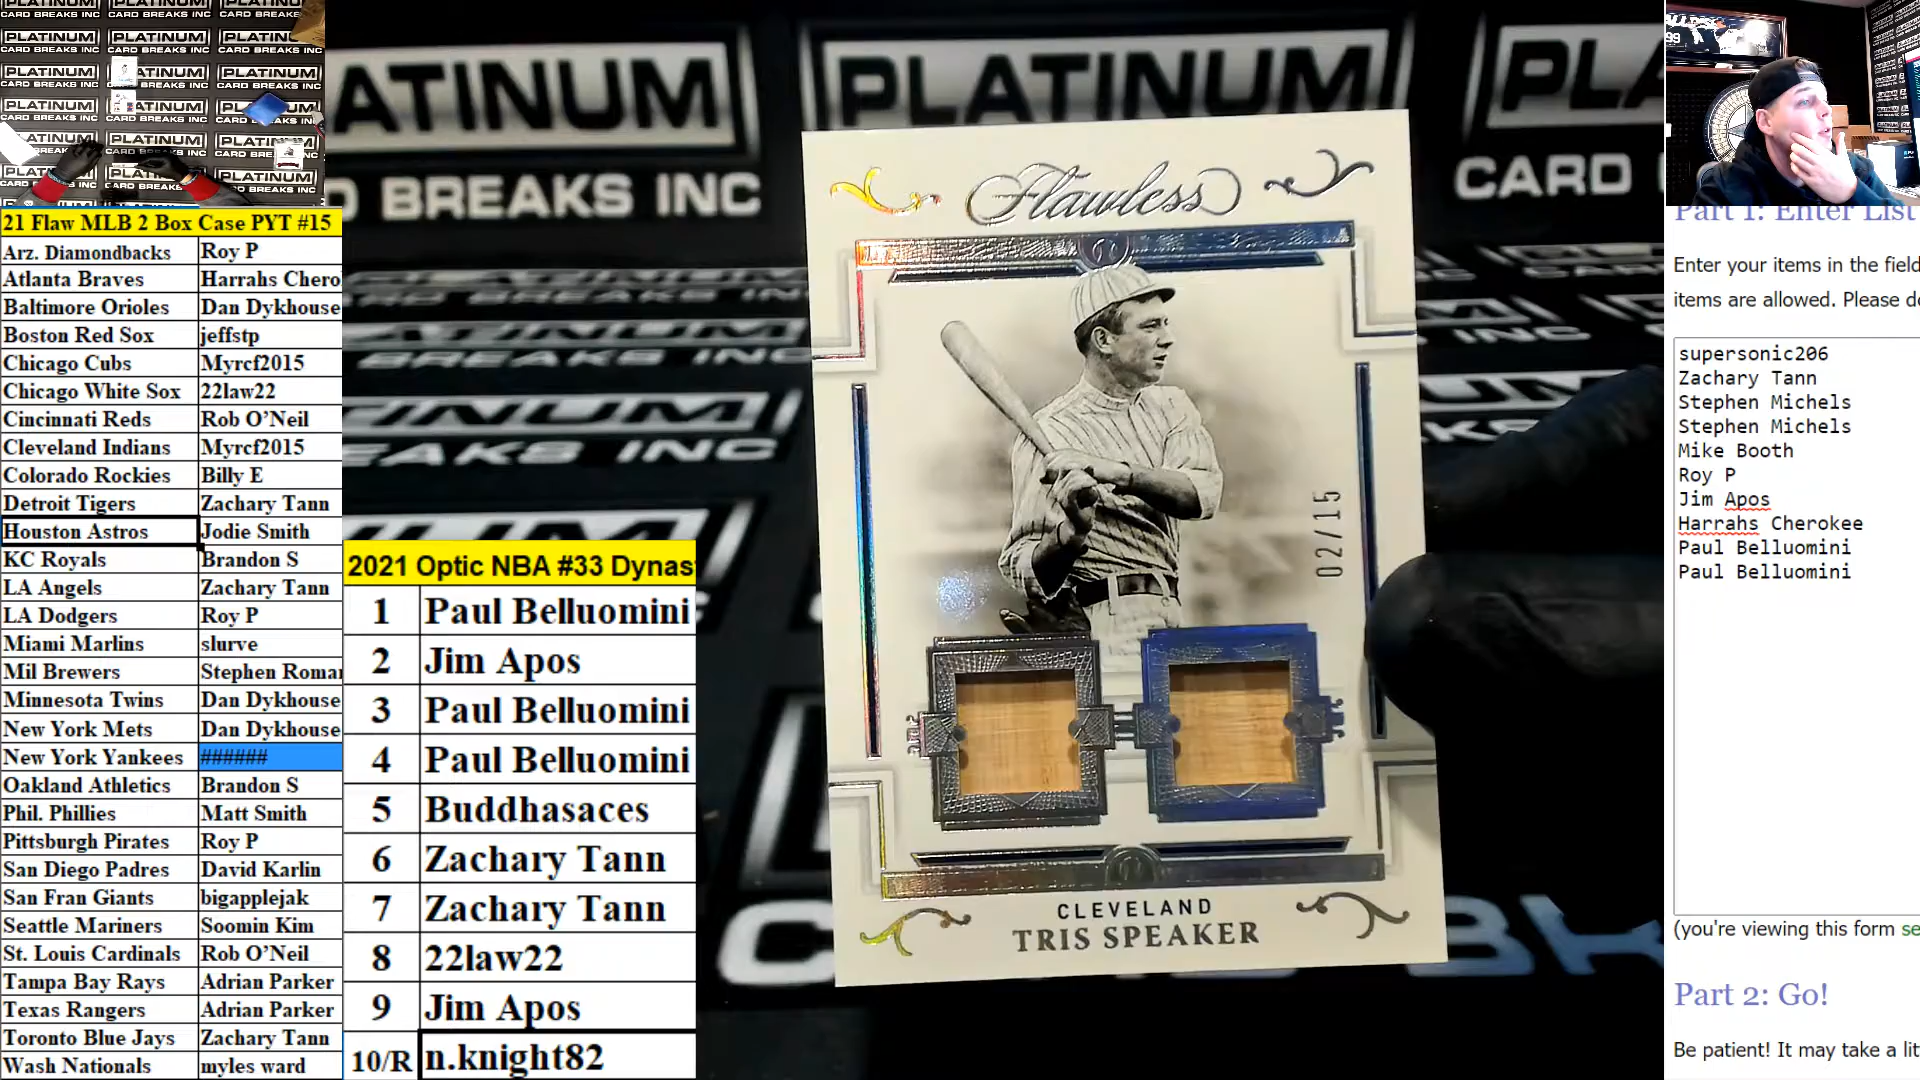 21 Flaw MLB 2 Box Case PYT #15
Arz. Diamondbacks Roy P
Atlanta Braves Harrahs Chero
Baltimore Orioles Dan Dykhouse
Boston Red Sox jeffstp
Chicago Cubs Myrcf2015
Chicago White Sox 22law22
Cincinnati Reds Rob O’Neil
Cleveland Indians Myrcf2015
Colorado Rockies Billy E
Detroit Tigers Zachary Tann
Houston Astros Jodie Smith
KC Royals Brandon S
LA Angels Zachary Tann
LA Dodgers Roy P
Miami Marlins slurve
Mil Brewers Stephen Roma
Minnesota Twins Dan Dykhouse
New York Mets Dan Dykhouse
New York Yankees ######
Oakland Athletics Brandon S
Phil. Phillies Matt Smith
Pittsburgh Pirates Roy P
San Diego Padres David Karlin
San Fran Giants bigapplejak
Seattle Mariners Soomin Kim
St. Louis Cardinals Rob O’Neil
Tampa Bay Rays Adrian Parker
Texas Rangers Adrian Parker
Toronto Blue Jays Zachary Tann
Wash Nationals myles ward
2021 Optic NBA #33 Dynas
1 Paul Belluomini
2 Jim Apos
3 Paul Belluomini
4 Paul Belluomini
5 Buddhasaces
6 Zachary Tann
7 Zachary Tann
8 22law22
9 Jim Apos
10/R n.knight82
ATINUM PLATINUM PL
D BREAKS INC CARD
Flawless
02/15
CLEVELAND
TRIS SPEAKER
Part 1: Enter List
Enter your items in the field
items are allowed. Please d
supersonic206
Zachary Tann
Stephen Michels
Stephen Michels
Mike Booth
Roy P
Jim Apos
Harrahs Cherokee
Paul Belluomini
Paul Belluomini
(you're viewing this form se
Part 2: Go!
Be patient! It may take a lit